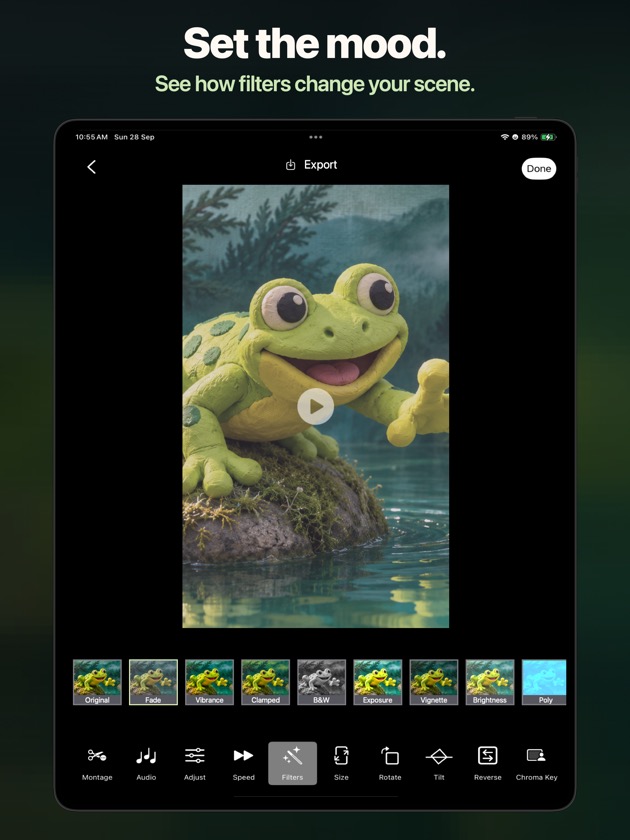 Set the mood.
See how filters change your scene.
10:55 AM Sun 28 Sep
89%
Export
Done
Original Fade Vibrance Clamped B&W Exposure Vignette Brightness Poly
Montage Audio Adjust Speed Filters Size Rotate Tilt Reverse Chroma Key